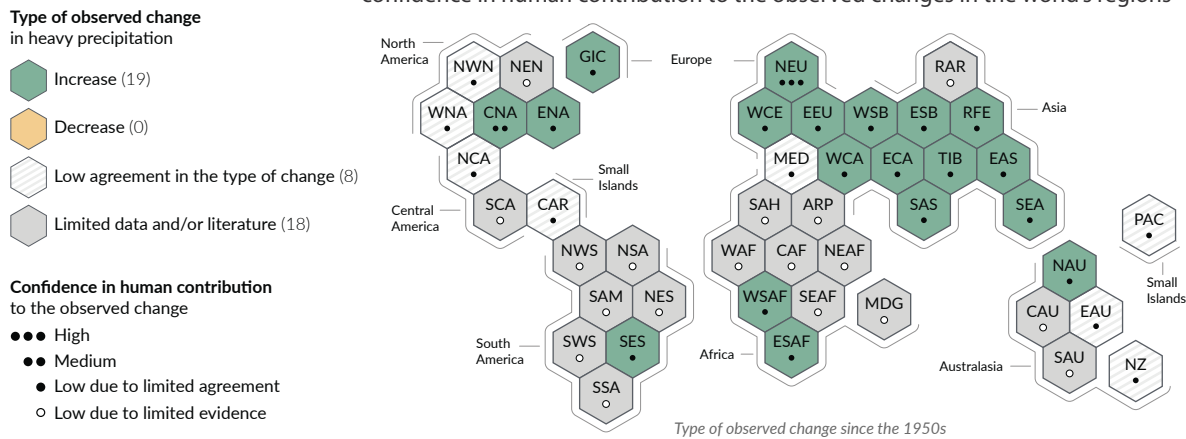 confidence in human contribution to the observed changes in the world's regions
Type of observed change
in heavy precipitation
Increase (19)
Decrease (0)
Low agreement in the type of change (8)
Limited data and/or literature (18)
Confidence in human contribution
to the observed change
High
Medium
Low due to limited agreement
Low due to limited evidence
North
America
NWN
NEN
GIC
WNA
CNA
ENA
NCA
Small
Islands
Central
America
SCA
CAR
NWS
NSA
SAM
NES
South
America
SWS
SES
SSA
Europe
NEU
RAR
Asia
WCE
EEU
WSB
ESB
RFE
MED
WCA
ECA
TIB
EAS
SAH
ARP
SAS
SEA
WAF
CAF
NEAF
WSAF
SEAF
MDG
Africa
ESAF
PAC
Small
Islands
NAU
CAU
EAU
Australasia
SAU
NZ
Type of observed change since the 1950s